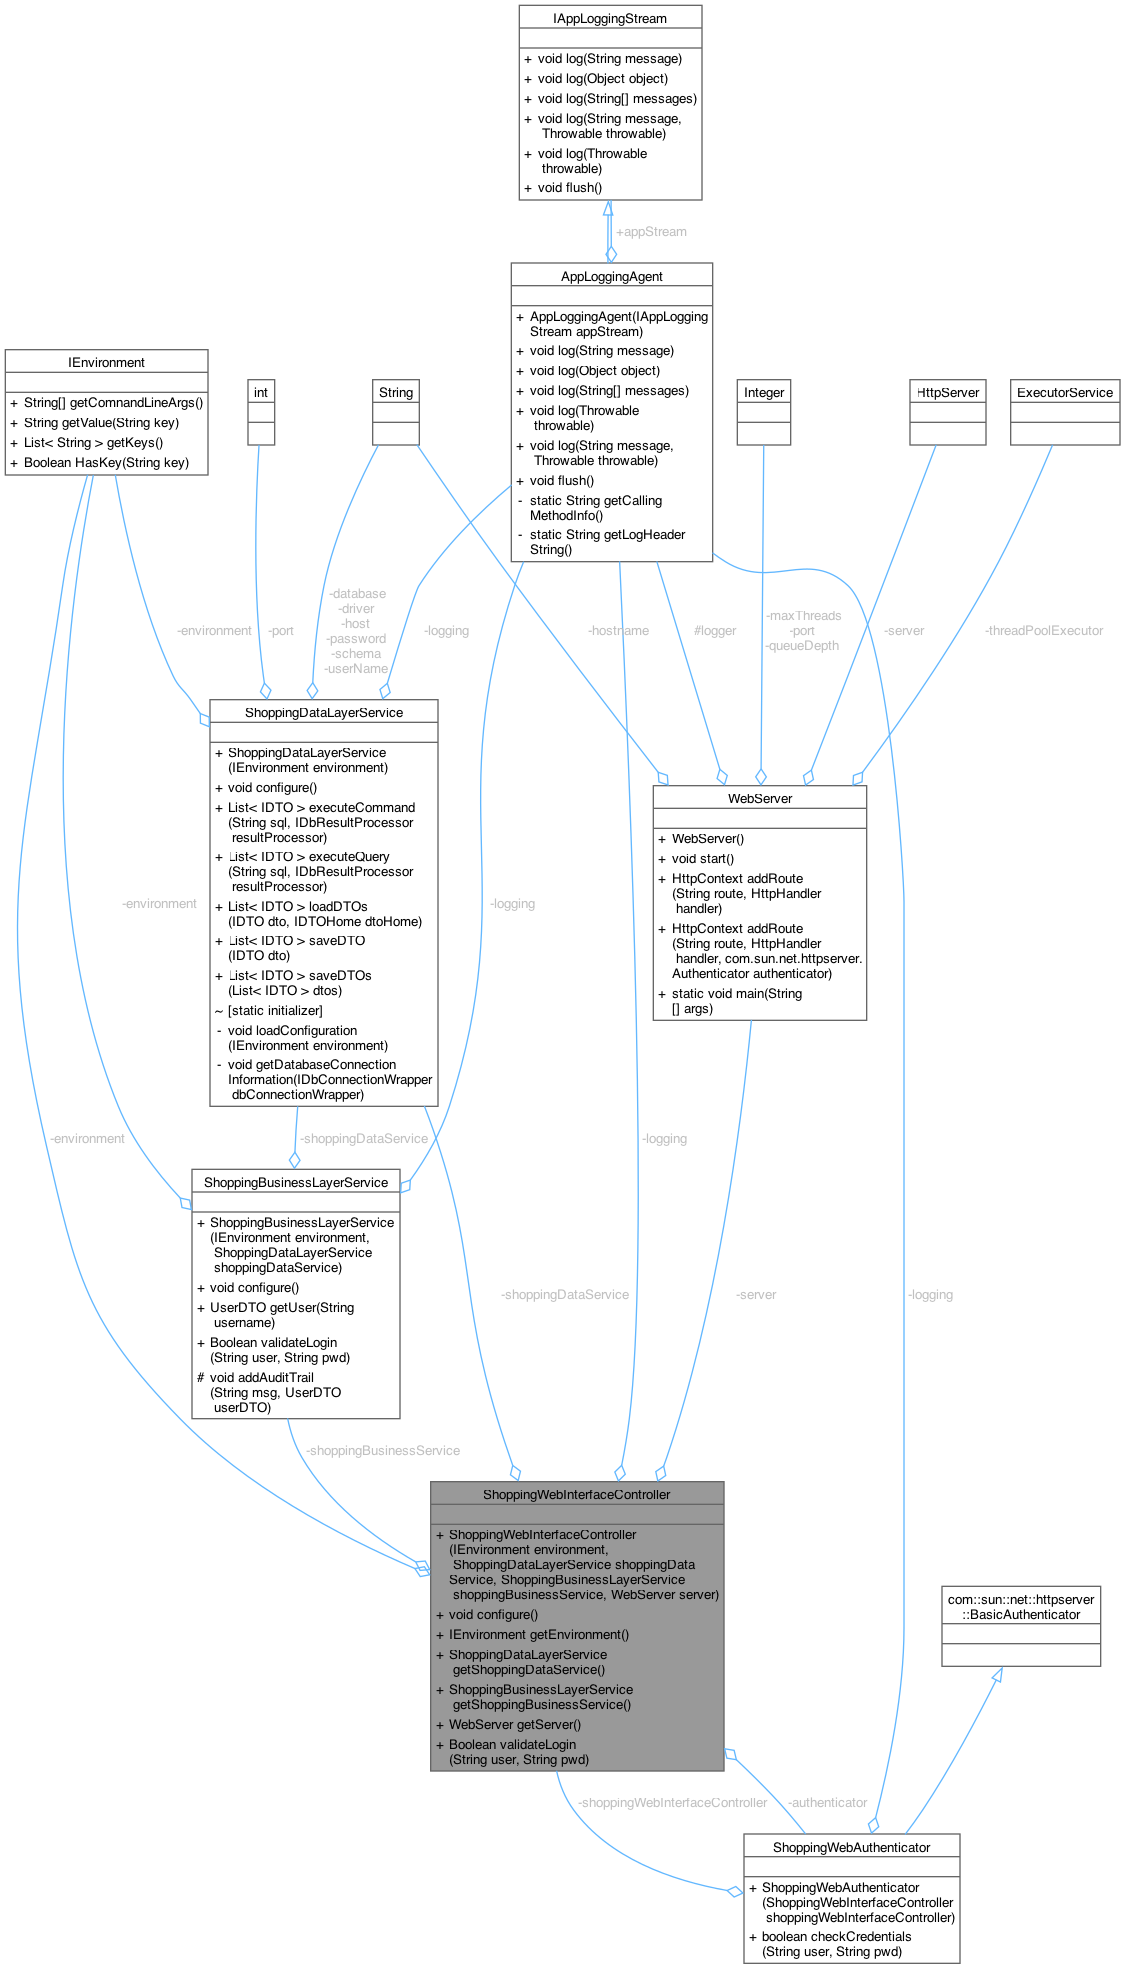 IAppLoggingStream
+ void log(String message)
+ void log(Object object)
+ void log(String[] messages)
+ void log(String message,
Throwable throwable)
+ void log(Throwable
throwable)
+ void flush()
+appStream
AppLoggingAgent
+ AppLoggingAgent(IAppLogging
Stream appStream)
+ void log(String message)
+ void log(Object object)
+ void log(String[] messages)
+ void log(Throwable
throwable)
+ void log(String message,
Throwable throwable)
+ void flush()
- static String getCalling
MethodInfo()
- static String getLogHeader
String()
IEnvironment
+ String[] getComnandLineArgs()
+ String getValue(String key)
+ List< String > getKeys()
+ Boolean HasKey(String key)
int
String
Integer
HttpServer
ExecutorService
-environment
-port
-database
-driver
-host
-password
-schema
-userName
-logging
-hostname
#logger
-maxThreads
-port
-queueDepth
-server
-threadPoolExecutor
ShoppingDataLayerService
+ ShoppingDataLayerService
(IEnvironment environment)
+ void configure()
+ List< IDTO > executeCommand
(String sql, IDbResultProcessor
resultProcessor)
+ List< IDTO > executeQuery
(String sql, IDbResultProcessor
resultProcessor)
+ List< IDTO > loadDTOs
(IDTO dto, IDTOHome dtoHome)
+ List< IDTO > saveDTO
(IDTO dto)
+ List< IDTO > saveDTOs
(List< IDTO > dtos)
~ [static initializer]
- void loadConfiguration
(IEnvironment environment)
- void getDatabaseConnection
Information(IDbConnectionWrapper
dbConnectionWrapper)
WebServer
+ WebServer()
+ void start()
+ HttpContext addRoute
(String route, HttpHandler
handler)
+ HttpContext addRoute
(String route, HttpHandler
handler, com.sun.net.httpserver.
Authenticator authenticator)
+ static void main(String
[] args)
-environment
-logging
-environment
-shoppingDataService
-logging
ShoppingBusinessLayerService
+ ShoppingBusinessLayerService
(IEnvironment environment,
ShoppingDataLayerService
shoppingDataService)
+ void configure()
+ UserDTO getUser(String
username)
+ Boolean validateLogin
(String user, String pwd)
# void addAuditTrail
(String msg, UserDTO
userDTO)
-shoppingDataService
-server
-logging
-shoppingBusinessService
ShoppingWebInterfaceController
+ ShoppingWebInterfaceController
(IEnvironment environment,
ShoppingDataLayerService shoppingData
Service, ShoppingBusinessLayerService
shoppingBusinessService, WebServer server)
+ void configure()
+ IEnvironment getEnvironment()
+ ShoppingDataLayerService
getShoppingDataService()
+ ShoppingBusinessLayerService
getShoppingBusinessService()
+ WebServer getServer()
+ Boolean validateLogin
(String user, String pwd)
com::sun::net::httpserver
::BasicAuthenticator
-shoppingWebInterfaceController
-authenticator
ShoppingWebAuthenticator
+ ShoppingWebAuthenticator
(ShoppingWebInterfaceController
shoppingWebInterfaceController)
+ boolean checkCredentials
(String user, String pwd)